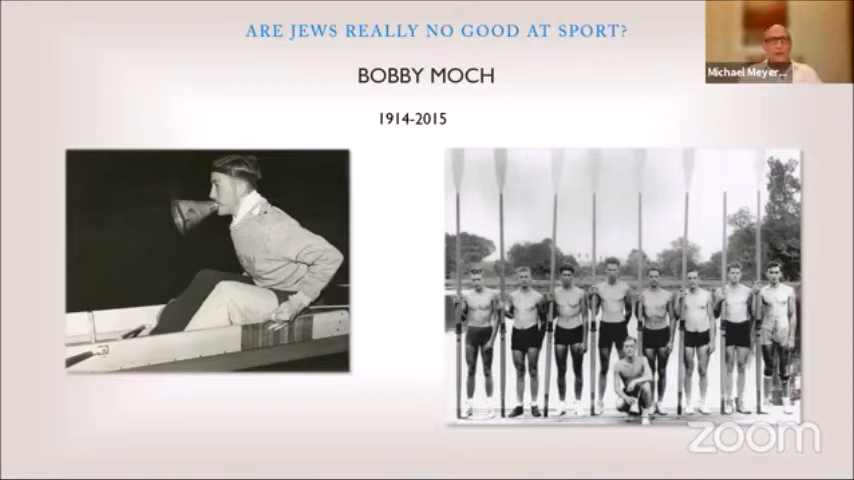 ARE JEWS REALLY NO GOOD AT SPORT?
BOBBY MOCH
Michael Meyer...
1914-2015
zoom